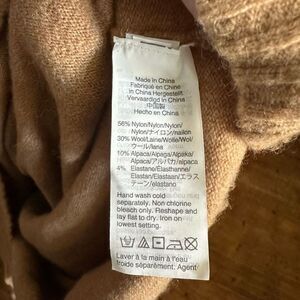 Made in China
Fabriqué en Chine
in China Hergestellt
Vervaardigd in China
中国製
Hecho en China
56% Nylon/Nylon/Nylon/
Nylon/ナイロン/nailon
30% Wool/Laine/Wolle/Wol/
ウール/lana
10% Alpaca/Alpaga/Alpaka/
Alpaca/アルパカ/alpaca
4% Elastane/Élasthanne/
Elastan/Elastaan/エラス
テーン/elastano
Hand wash cold
separately. Non chlorine
bleach only. Reshape and
lay flat to dry. Iron on
lowest setting.
Laver à la main à l'eau
froide séparément. Agent